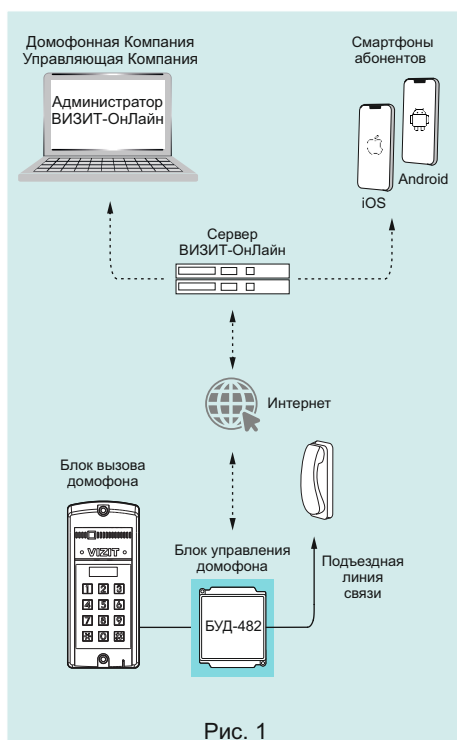 Домофонная Компания
Управляющая Компания
Администратор
ВИЗИТ-ОнЛайн
Смартфоны
абонентов
Android
iOS
Сервер
ВИЗИТ-ОнЛайн
Интернет
Блок вызова
домофона
VIZIT
1 2 3
4 5 6
7 8 9
Блок управления
домофона
БУД-482
Подъездная
линия
связи
Рис. 1